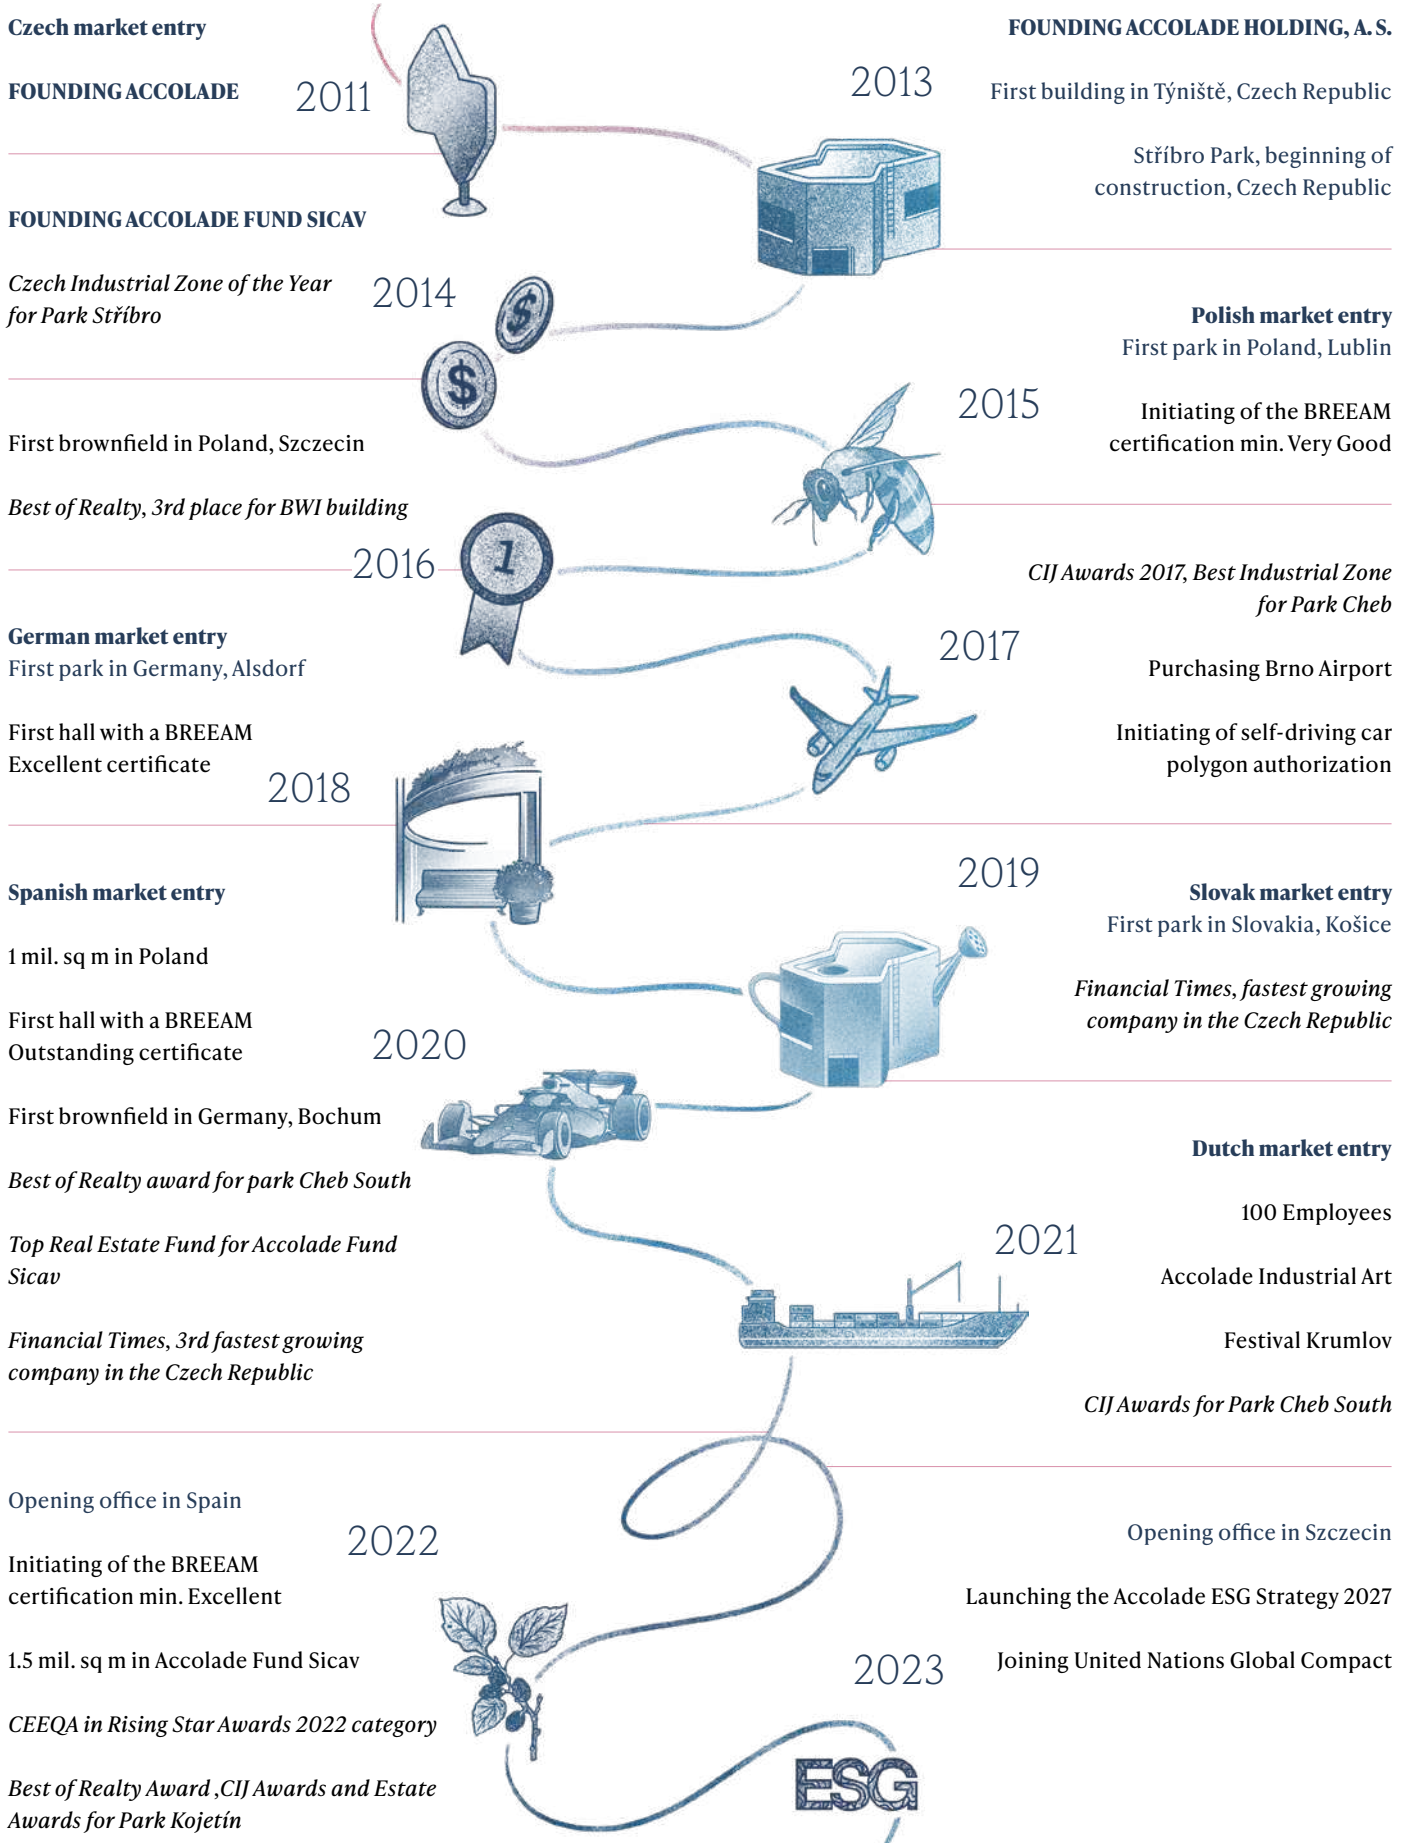 Czech market entry
FOUNDING ACCOLADE
2011
FOUNDING ACCOLADE HOLDING, A. S.
2013
First building in Týniště, Czech Republic
Stříbro Park, beginning of
construction, Czech Republic
FOUNDING ACCOLADE FUND SICAV
Czech Industrial Zone of the Year
for Park Stříbro
2014
$
$
Polish market entry
First park in Poland, Lublin
2015
Initiating of the BREEAM
certification min. Very Good
First brownfield in Poland, Szczecin
Best of Realty, 3rd place for BWI building
2016
1
CIJ Awards 2017, Best Industrial Zone
for Park Cheb
2017
Purchasing Brno Airport
Initiating of self-driving car
polygon authorization
German market entry
First park in Germany, Alsdorf
First hall with a BREEAM
Excellent certificate
2018
2019
Slovak market entry
First park in Slovakia, Košice
Financial Times, fastest growing
company in the Czech Republic
Spanish market entry
1 mil. sq m in Poland
First hall with a BREEAM
Outstanding certificate
2020
First brownfield in Germany, Bochum
Best of Realty award for park Cheb South
Top Real Estate Fund for Accolade Fund
Sicav
Financial Times, 3rd fastest growing
company in the Czech Republic
Dutch market entry
100 Employees
2021
Accolade Industrial Art
Festival Krumlov
CIJ Awards for Park Cheb South
Opening office in Spain
2022
Initiating of the BREEAM
certification min. Excellent
1.5 mil. sq m in Accolade Fund Sicav
CEEQA in Rising Star Awards 2022 category
Best of Realty Award ,CIJ Awards and Estate
Awards for Park Kojetín
Opening office in Szczecin
Launching the Accolade ESG Strategy 2027
2023
Joining United Nations Global Compact
ESG